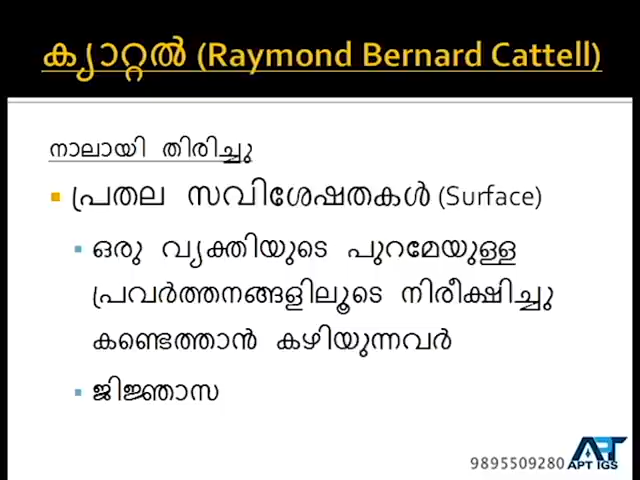 ക്യാറ്റൽ (Raymond Bernard Cattell)
നാലായി തിരിച്ചു
പ്രതല സവിശേഷതകൾ (Surface)
ഒരു വ്യക്തിയുടെ പുറമേയുള്ള
പ്രവർത്തനങ്ങളിലൂടെ നിരീക്ഷിച്ചു
കണ്ടെത്താൻ കഴിയുന്നവർ
ജിജ്ഞാസ
9895509280
APT
APT IGS